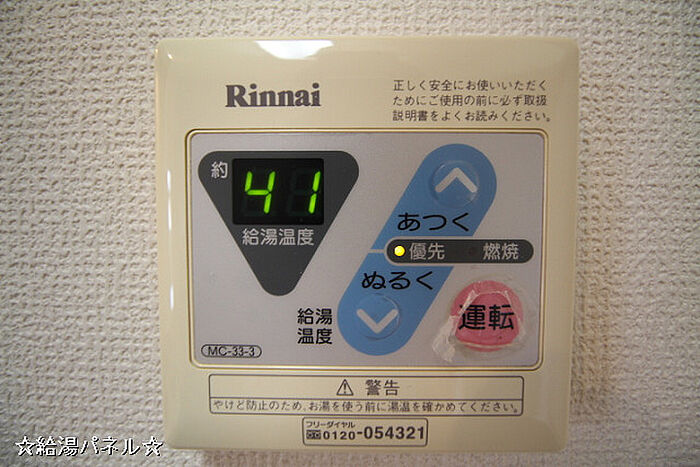 Rinnai
正しく安全にお使いいただく
ためにご使用の前に必ず取扱
説明書をよくお読みください。
約
41
給湯温度
あつく
優先 燃焼
ぬるく
給湯
温度
運転
MC-33-3
⚠ 警告
やけど防止のため、お湯を使う前に湯温を確かめてください。
フリーダイヤル
0120-054321
☆給湯パネル☆